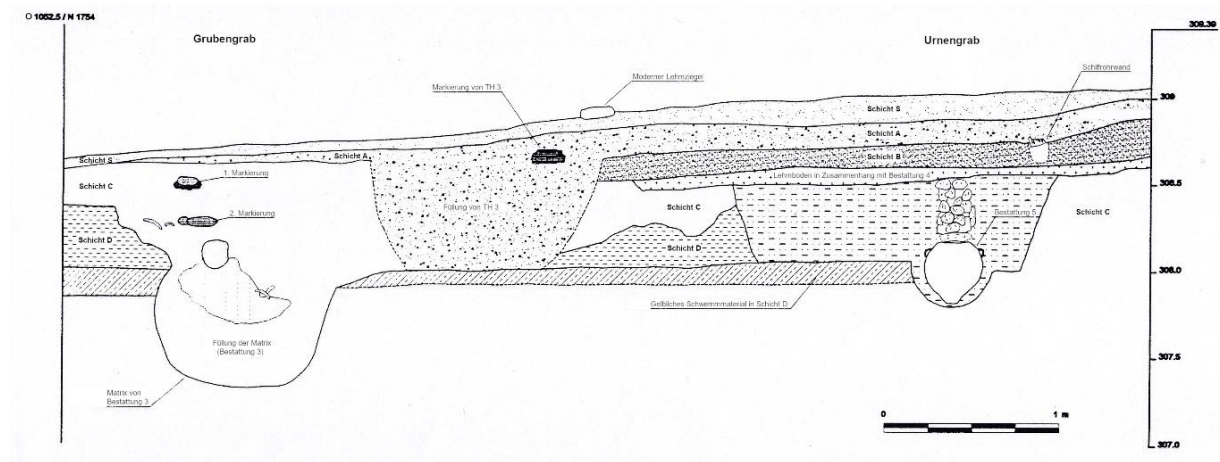 O 1052.5 / N 1754
309.39
Grubengrab
Urnengrab
Moderner Lehmziegel
Schilfrohrwand
Markierung von TH 3
309
Schicht S
Schicht A
Schicht S
Schicht A
Schicht B
1. Markierung
Lehmboden in Zusammenhang mit Bestattung 4
308.5
Schicht C
Füllung von TH 3
Schicht C
2. Markierung
Bestattung 5
Schicht C
Schicht D
Schicht D
308.0
Gelbliches Schwemmmaterial in Schicht D
Füllung der Matrix
(Bestattung 3)
307.5
Matrix von
Bestattung 3
0
1 m
307.0